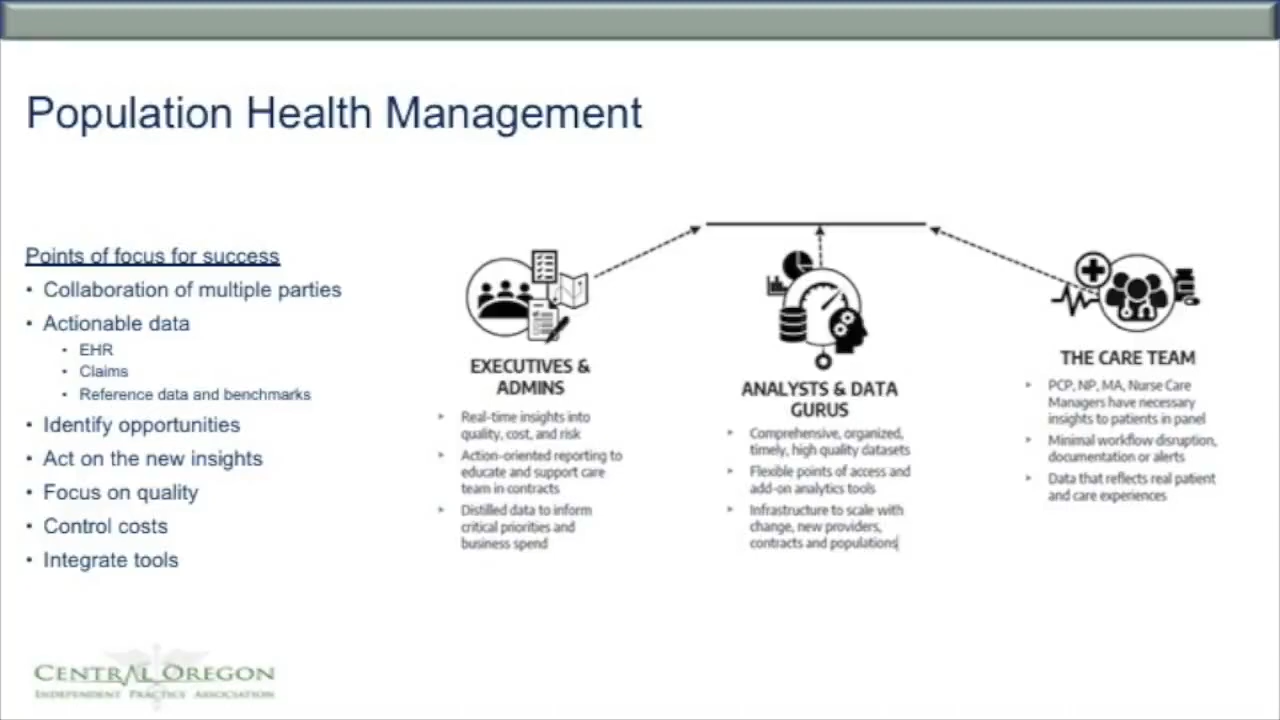 Population Health Management
Points of focus for success
• Collaboration of multiple parties
• Actionable data
• EHR
• Claims
• Reference data and benchmarks
• Identify opportunities
• Act on the new insights
• Focus on quality
• Control costs
• Integrate tools
EXECUTIVES &
ADMINS
Real-time insights into
quality, cost, and risk
Action-oriented reporting to
educate and support care
team in contracts
Distilled data to inform
critical priorities and
business spend
ANALYSTS & DATA
GURUS
Comprehensive, organized,
timely, high quality datasets
Flexible points of access and
add-on analytics tools
Infrastructure to scale with
change, new providers,
contracts and populations
THE CARE TEAM
PCP, NP, MA, Nurse Care
Managers have necessary
insights to patients in panel
Minimal workflow disruption,
documentation or alerts
Data that reflects real patient
and care experiences
CENTRAL OREGON
INDEPENDENT PRACTICE ASSOCIATION